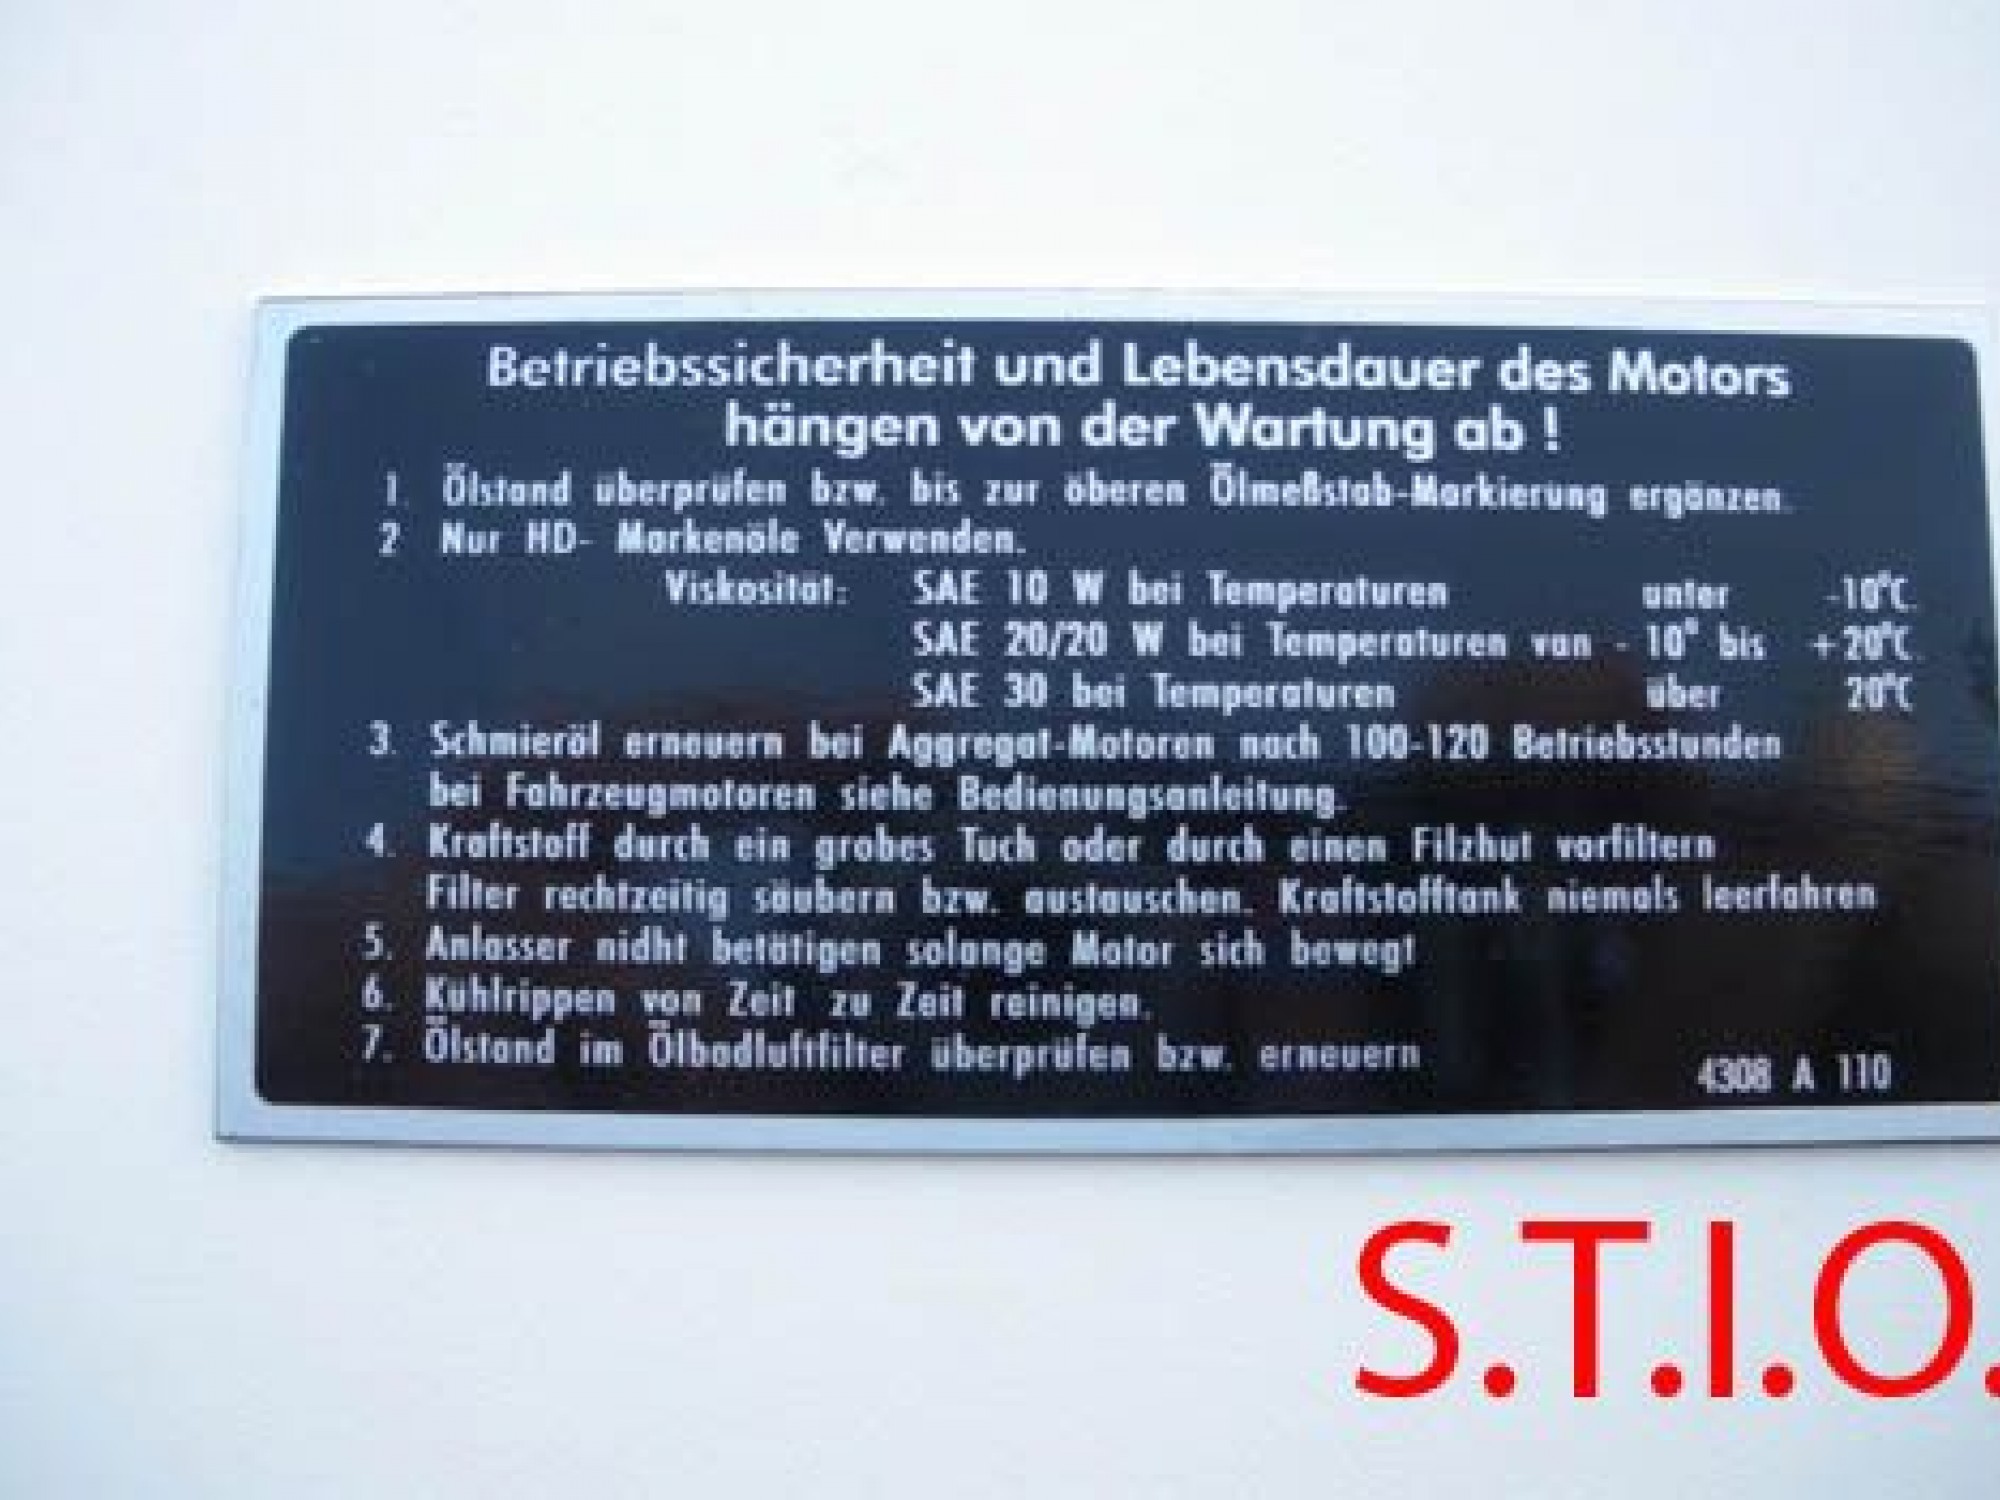 Betriebssicherheit und Lebensdauer des Motors
hängen von der Wartung ab !
1. Ölstand überprüfen bzw. bis zur öberen Ölmeßstab-Markierung ergänzen.
2 Nur HD- Markenöle Verwenden.
Viskosität: SAE 10 W bei Temperaturen unter -10°C.
SAE 20/20 W bei Temperaturen van - 10° bis +20°C.
SAE 30 bei Temperaturen über 20°C
3. Schmieröl erneuern bei Aggregat-Motoren nach 100-120 Betriebsstunden
bei Fahrzeugmotoren siehe Bedienungsanleitung.
4. Kraftstoff durch ein grobes Tuch oder durch einen Filzhut vorfiltern
Filter rechtzeitig säubern bzw. austauschen. Kraftstofftank niemals leerfahren
5. Anlasser nidht betätigen solange Motor sich bewegt
6. Kühlrippen von Zeit zu Zeit reinigen.
7. Ölstand im Ölbadluftfilter überprüfen bzw. erneuern
4308 A 110
S.T.I.O.